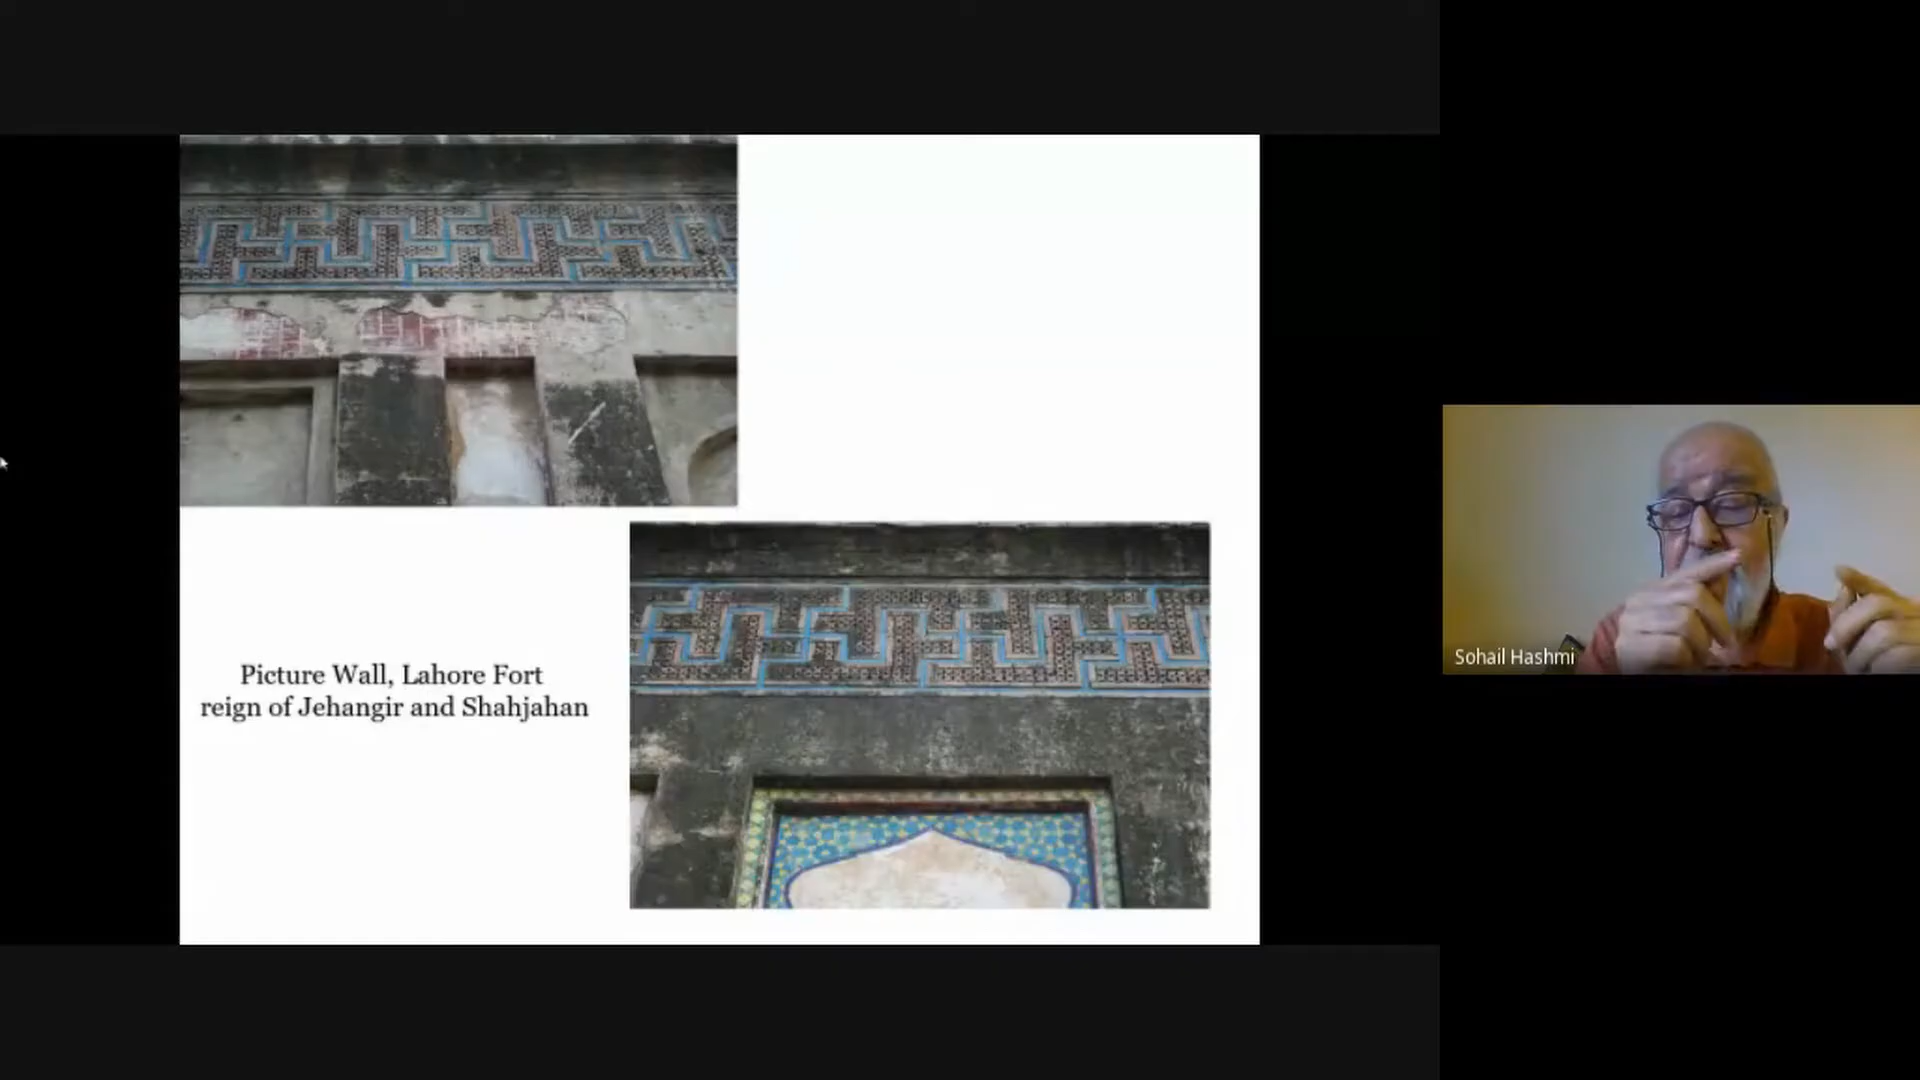 Picture Wall, Lahore Fort
reign of Jehangir and Shahjahan
Sohail Hashmi